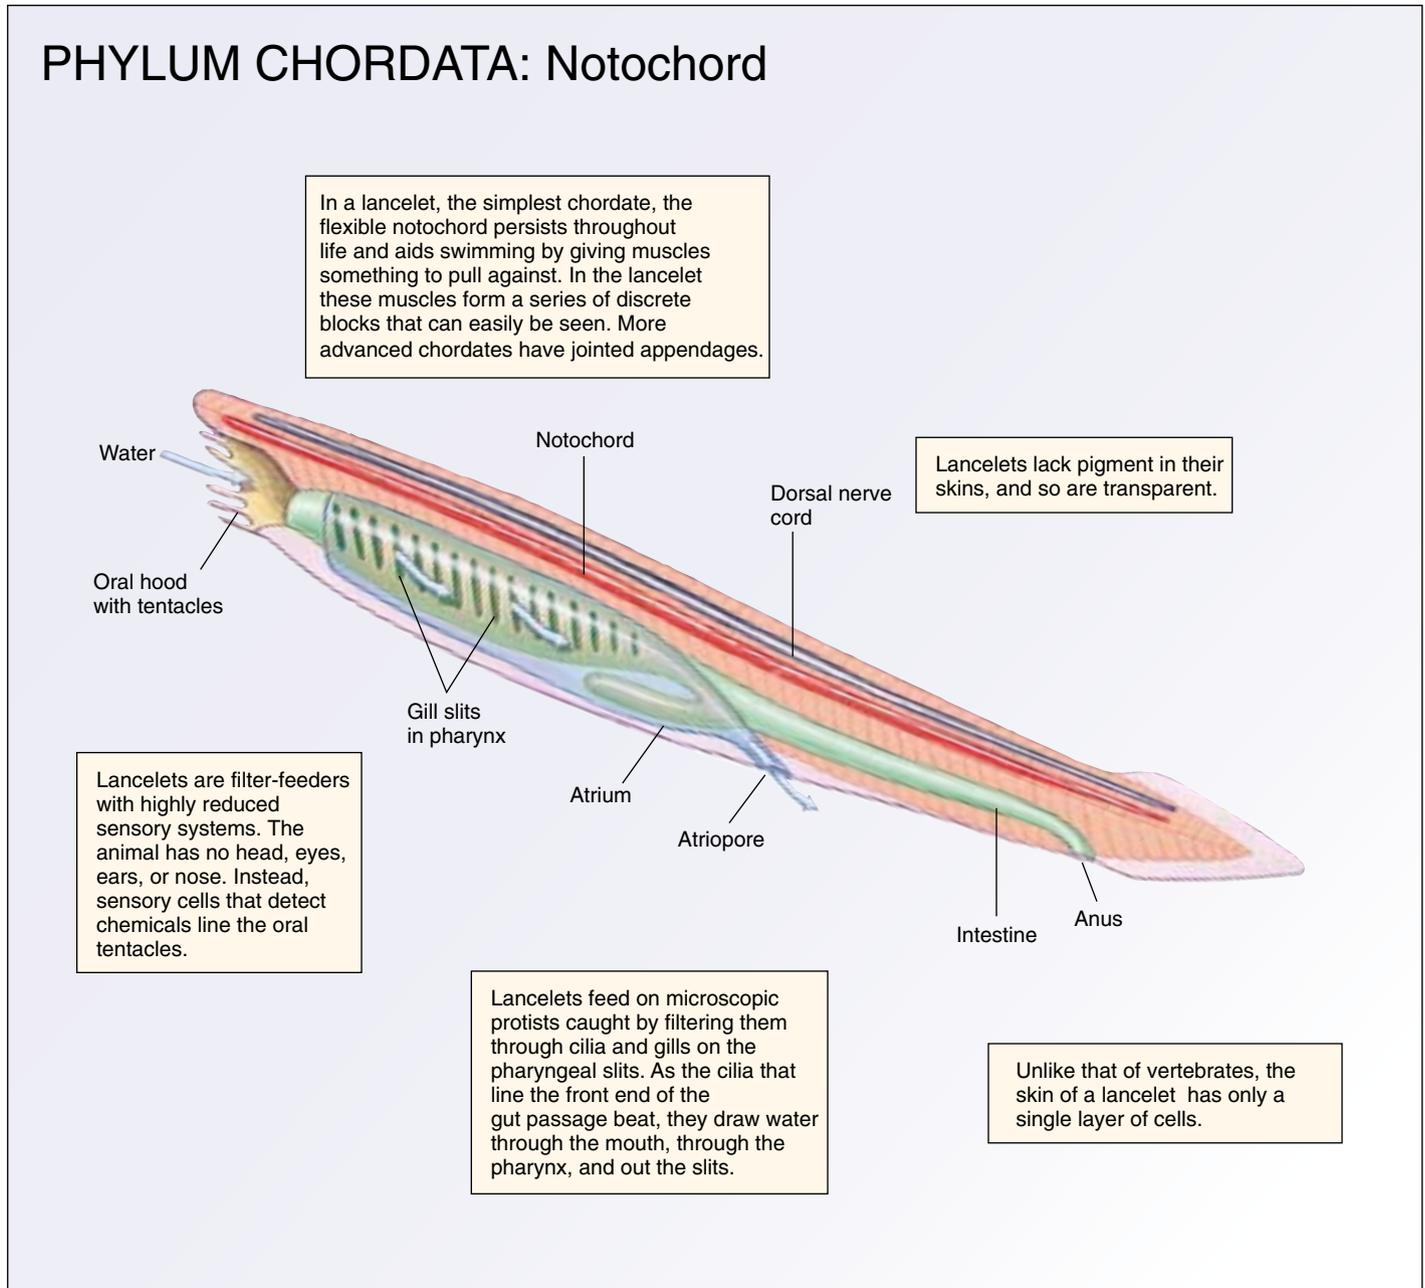 PHYLUM CHORDATA: Notochord
In a lancelet, the simplest chordate, the
flexible notochord persists throughout
life and aids swimming by giving muscles
something to pull against. In the lancelet
these muscles form a series of discrete
blocks that can easily be seen. More
advanced chordates have jointed appendages.
Water
Notochord
Dorsal nerve
cord
Lancelets lack pigment in their
skins, and so are transparent.
Oral hood
with tentacles
Gill slits
in pharynx
Atrium
Atriopore
Intestine
Anus
Lancelets are filter-feeders
with highly reduced
sensory systems. The
animal has no head, eyes,
ears, or nose. Instead,
sensory cells that detect
chemicals line the oral
tentacles.
Lancelets feed on microscopic
protists caught by filtering them
through cilia and gills on the
pharyngeal slits. As the cilia that
line the front end of the
gut passage beat, they draw water
through the mouth, through the
pharynx, and out the slits.
Unlike that of vertebrates, the
skin of a lancelet  has only a
single layer of cells.